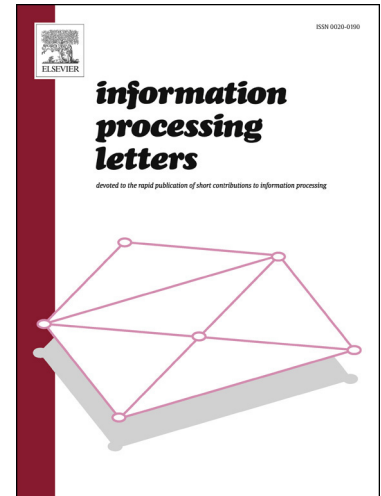 ISSN 0020-0190
ELSEVIER
information
processing
letters
devoted to the rapid publication of short contributions to information processing